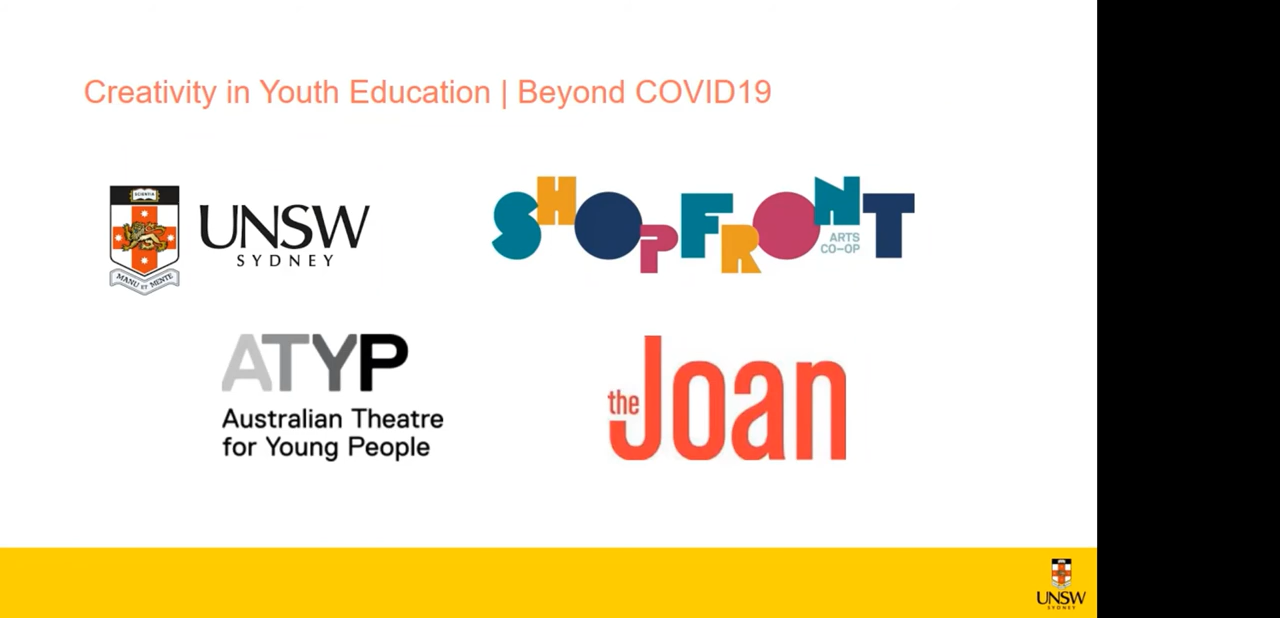 Creativity in Youth Education | Beyond COVID19
SCIENTIA
MANU ET MENTE
UNSW
SYDNEY
SHOPFRONT
ARTS
CO-OP
ATYP
Australian Theatre
for Young People
the Joan
UNSW
SYDNEY